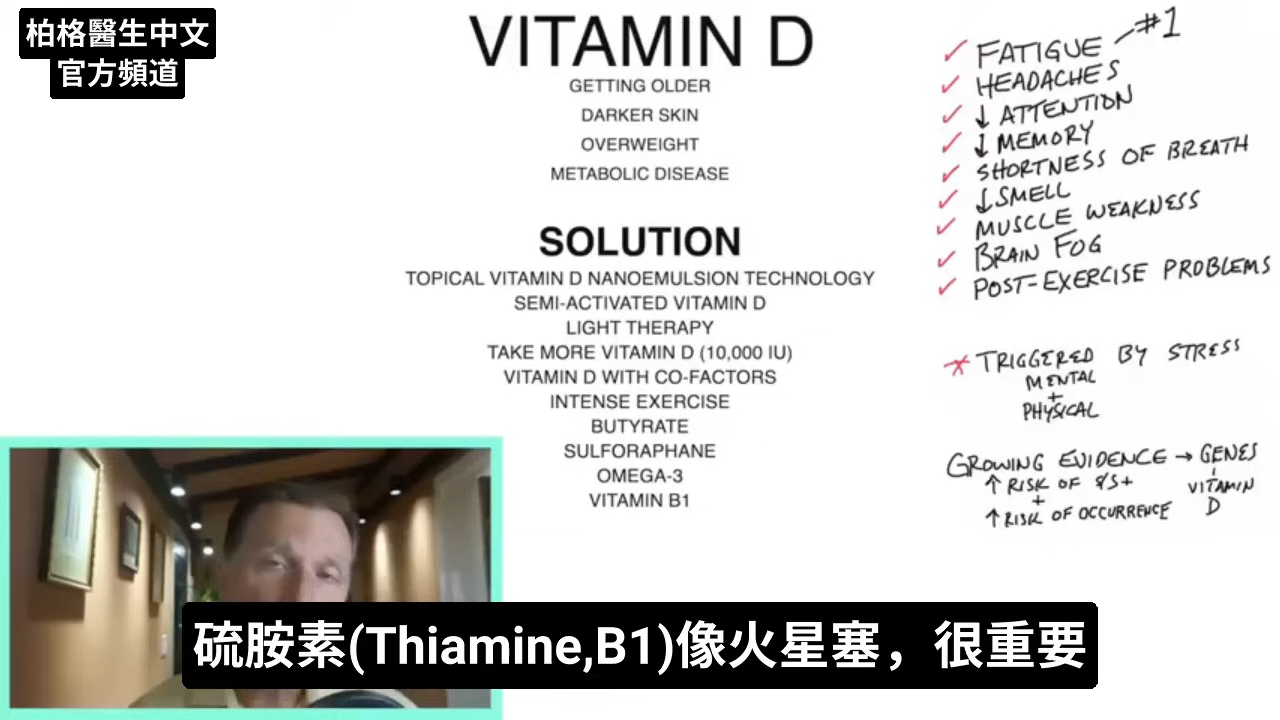 柏格醫生中文
官方頻道
VITAMIN D
GETTING OLDER
DARKER SKIN
OVERWEIGHT
METABOLIC DISEASE
SOLUTION
TOPICAL VITAMIN D NANOEMULSION TECHNOLOGY
SEMI-ACTIVATED VITAMIN D
LIGHT THERAPY
TAKE MORE VITAMIN D (10,000 IU)
VITAMIN D WITH CO-FACTORS
INTENSE EXERCISE
BUTYRATE
SULFORAPHANE
OMEGA-3
VITAMIN B1
✓ FATIGUE – #1
✓ HEADACHES
✓ ↓ ATTENTION
✓ ↓ MEMORY
✓ SHORTNESS OF BREATH
✓ ↓ SMELL
✓ MUSCLE WEAKNESS
✓ BRAIN FOG
✓ POST-EXERCISE PROBLEMS
* TRIGGERED BY STRESS
MENTAL
+
PHYSICAL
GROWING EVIDENCE → GENES
↑ RISK OF
+
↑ RISK OF OCCURRENCE
VITAMIN
D
硫胺素(Thiamine,B1)像火星塞，很重要